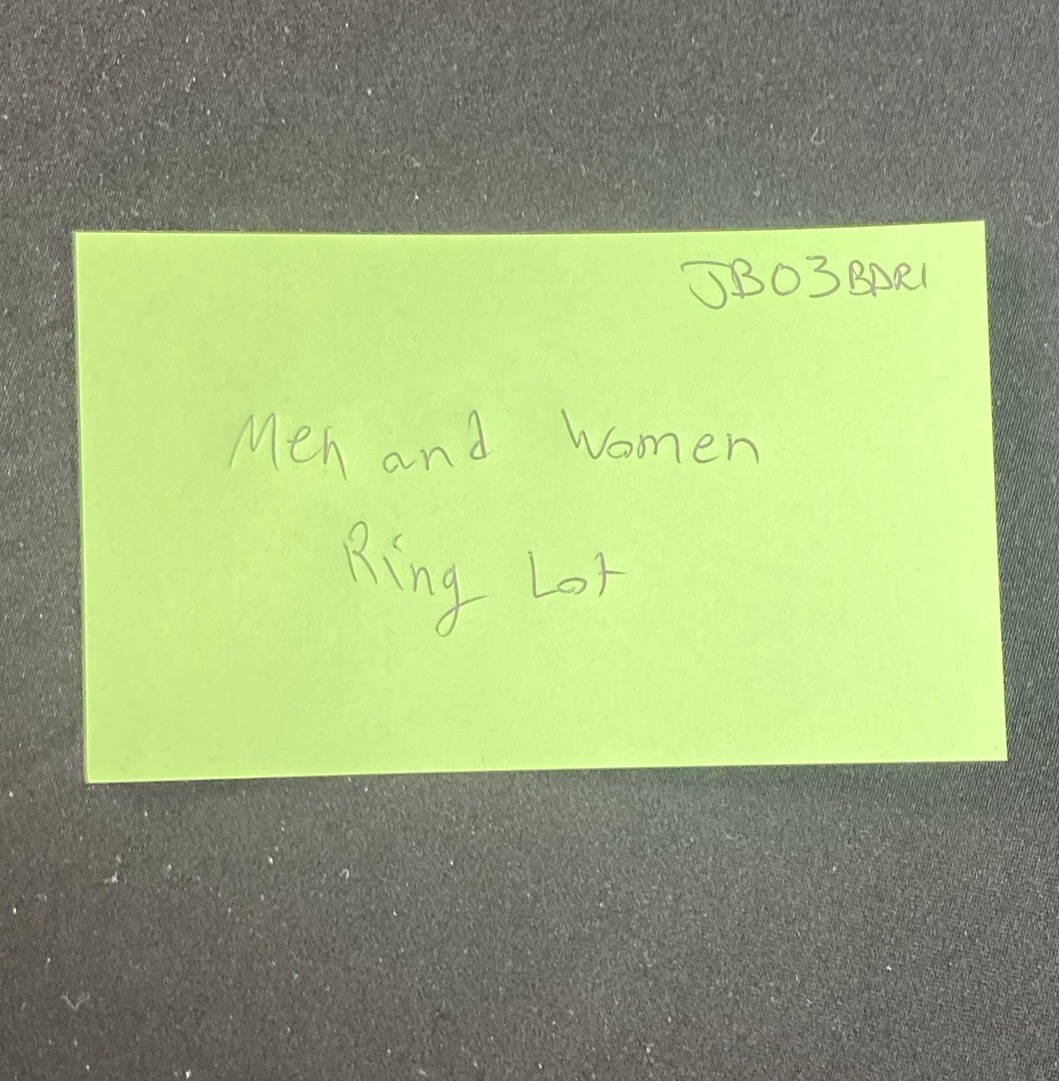 JB03BDR1
Men and Women
Ring Lot